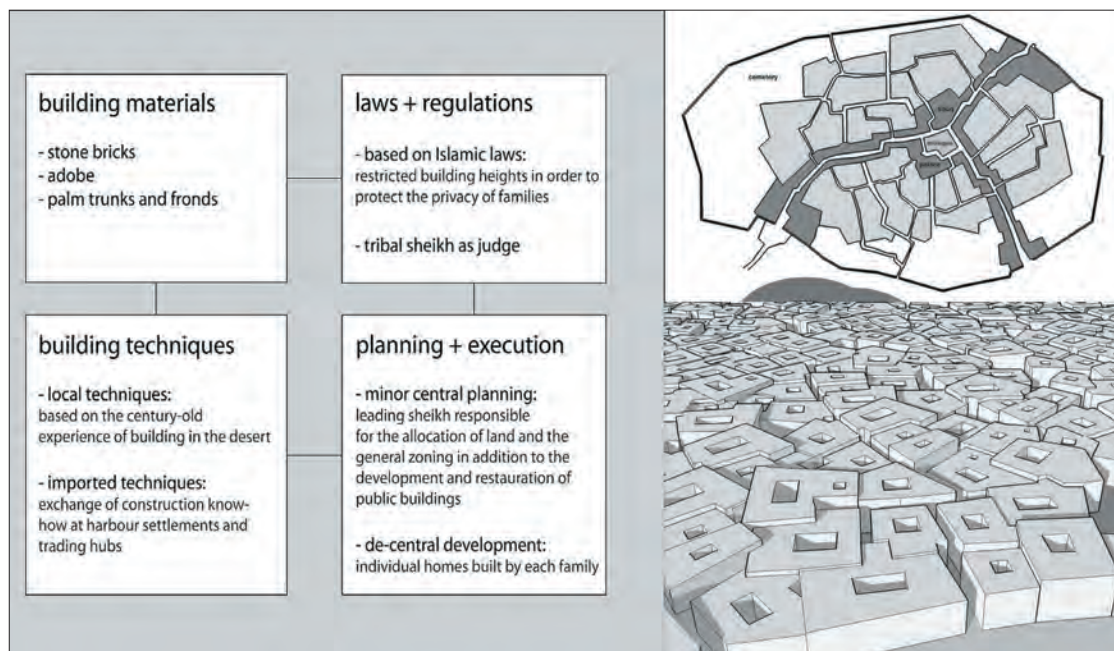 building materials
- stone bricks
- adobe
- palm trunks and fronds
laws + regulations
- based on Islamic laws:
restricted building heights in order to
protect the privacy of families
- tribal sheikh as judge
building techniques
- local techniques:
based on the century-old
experience of building in the desert
- imported techniques:
exchange of construction know-
how at harbour settlements and
trading hubs
planning + execution
- minor central planning:
leading sheikh responsible
for the allocation of land and the
general zoning in addition to the
development and restauration of
public buildings
- de-central development:
individual homes built by each family
cemetery